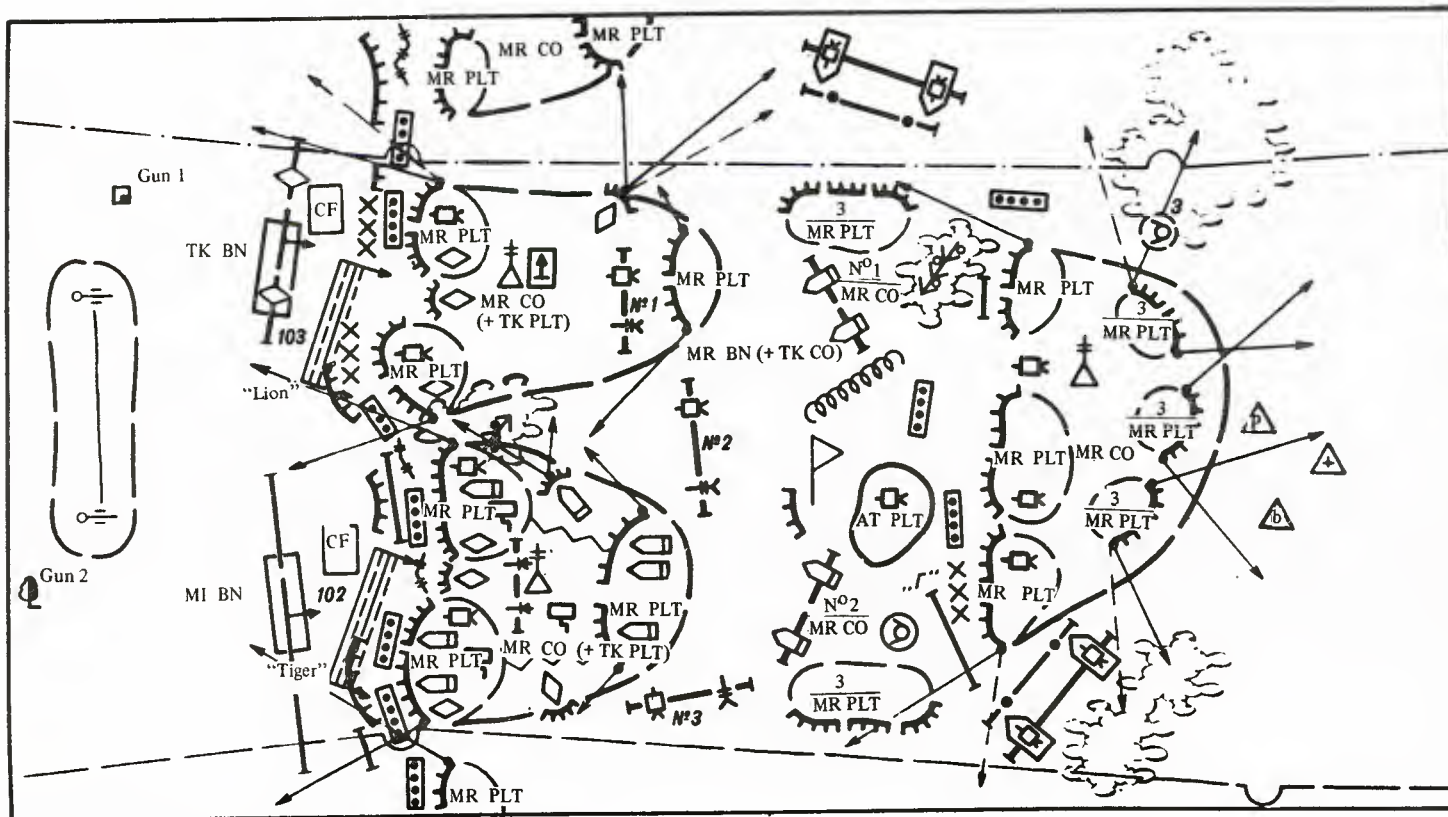 MR PLT
MR CO
MR PLT
Gun 1
CF
TK BN
MR PLT
MR CO
(+ TK PLT)
103
Nº1
MR PLT
3
MR PLT
Nº1
MR CO
MR PLT
3
3
MR PLT
"Lion"
MR PLT
MR BN (+ TK CO)
Nº2
3
MR PLT
P
MR PLT
MR CO
MR PLT
AT PLT
3
MR PLT
b
CF
Gun 2
MI BN
102
MR PLT
"Г"
MR PLT
Nº2
MR CO
MR PLT
MR CO (+ TK PLT)
"Tiger"
3
MR PLT
Nº3
MR PLT